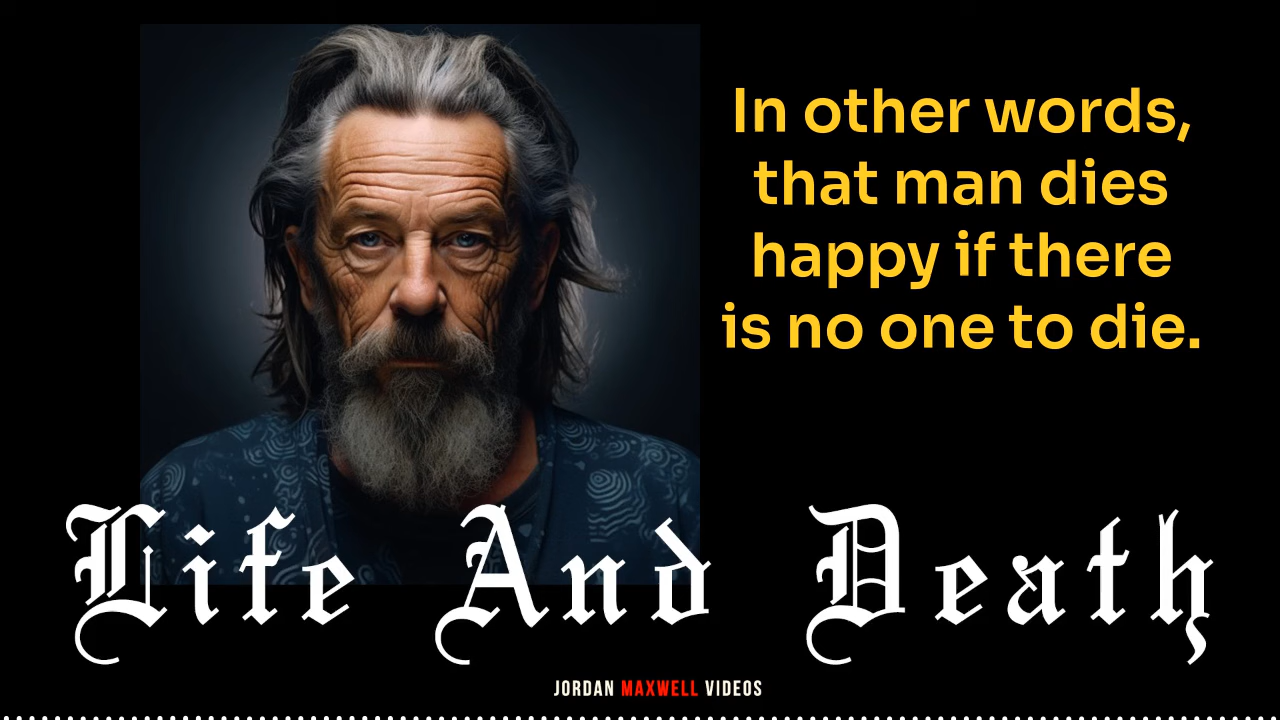 In other words,
that man dies
happy if there
is no one to die.
Life And Death
JORDAN MAXWELL VIDEOS